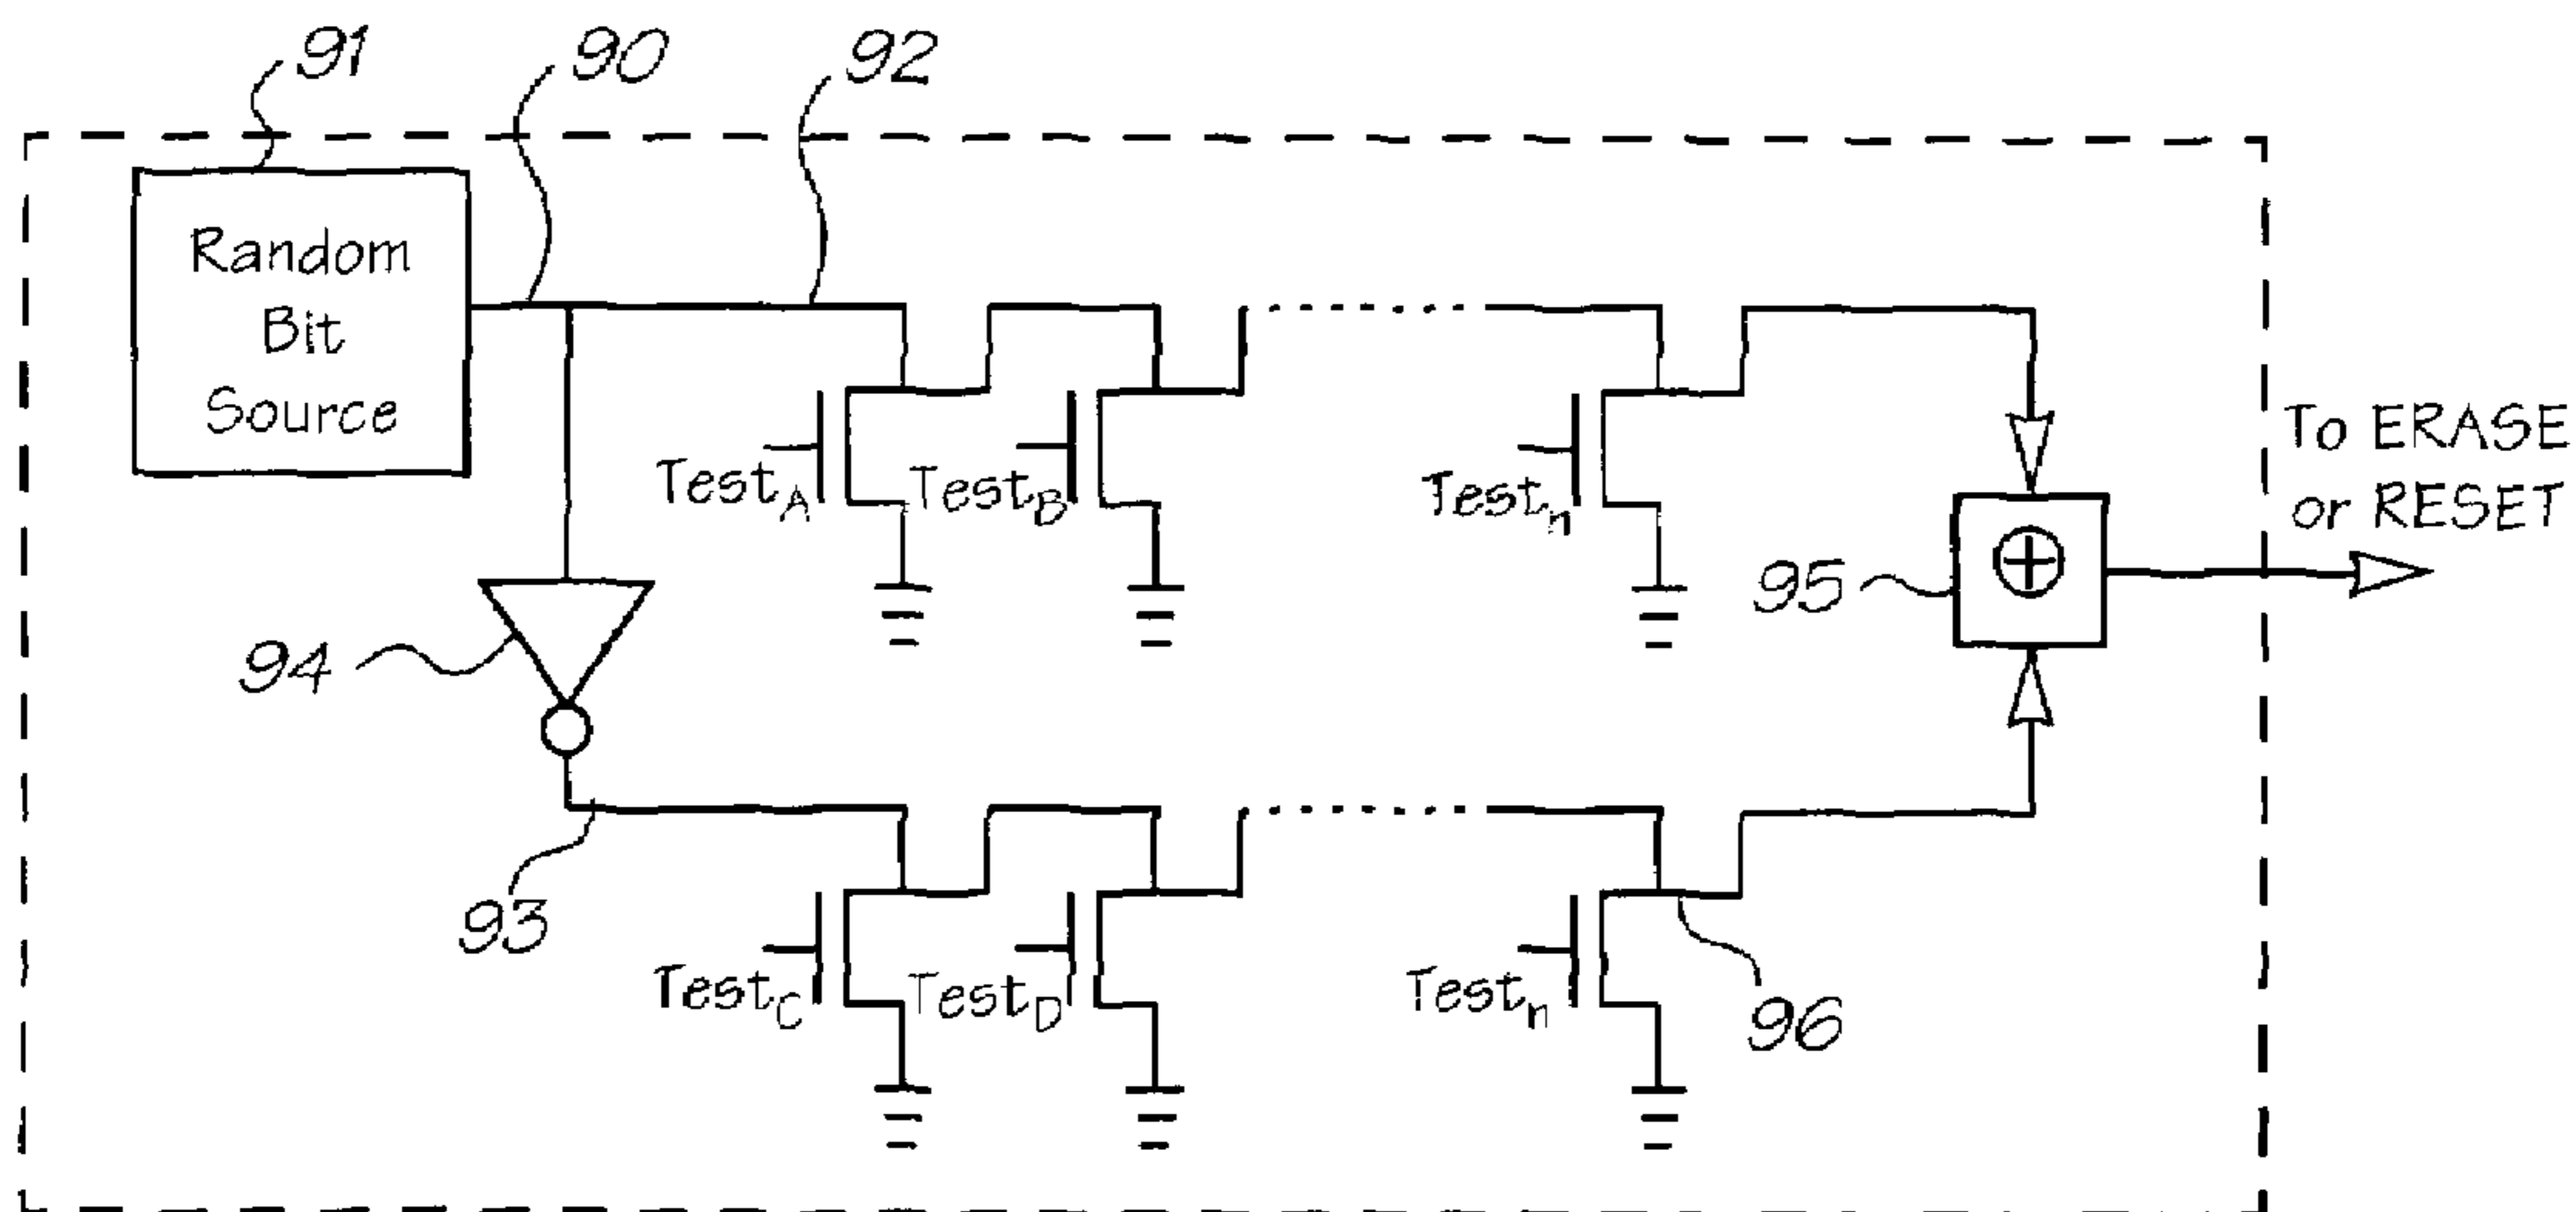 91
90
92
Random
Bit
Source
Test_A
Test_B
Test_n
To ERASE
or RESET
95
94
93
Test_C
Test_D
Test_n
96